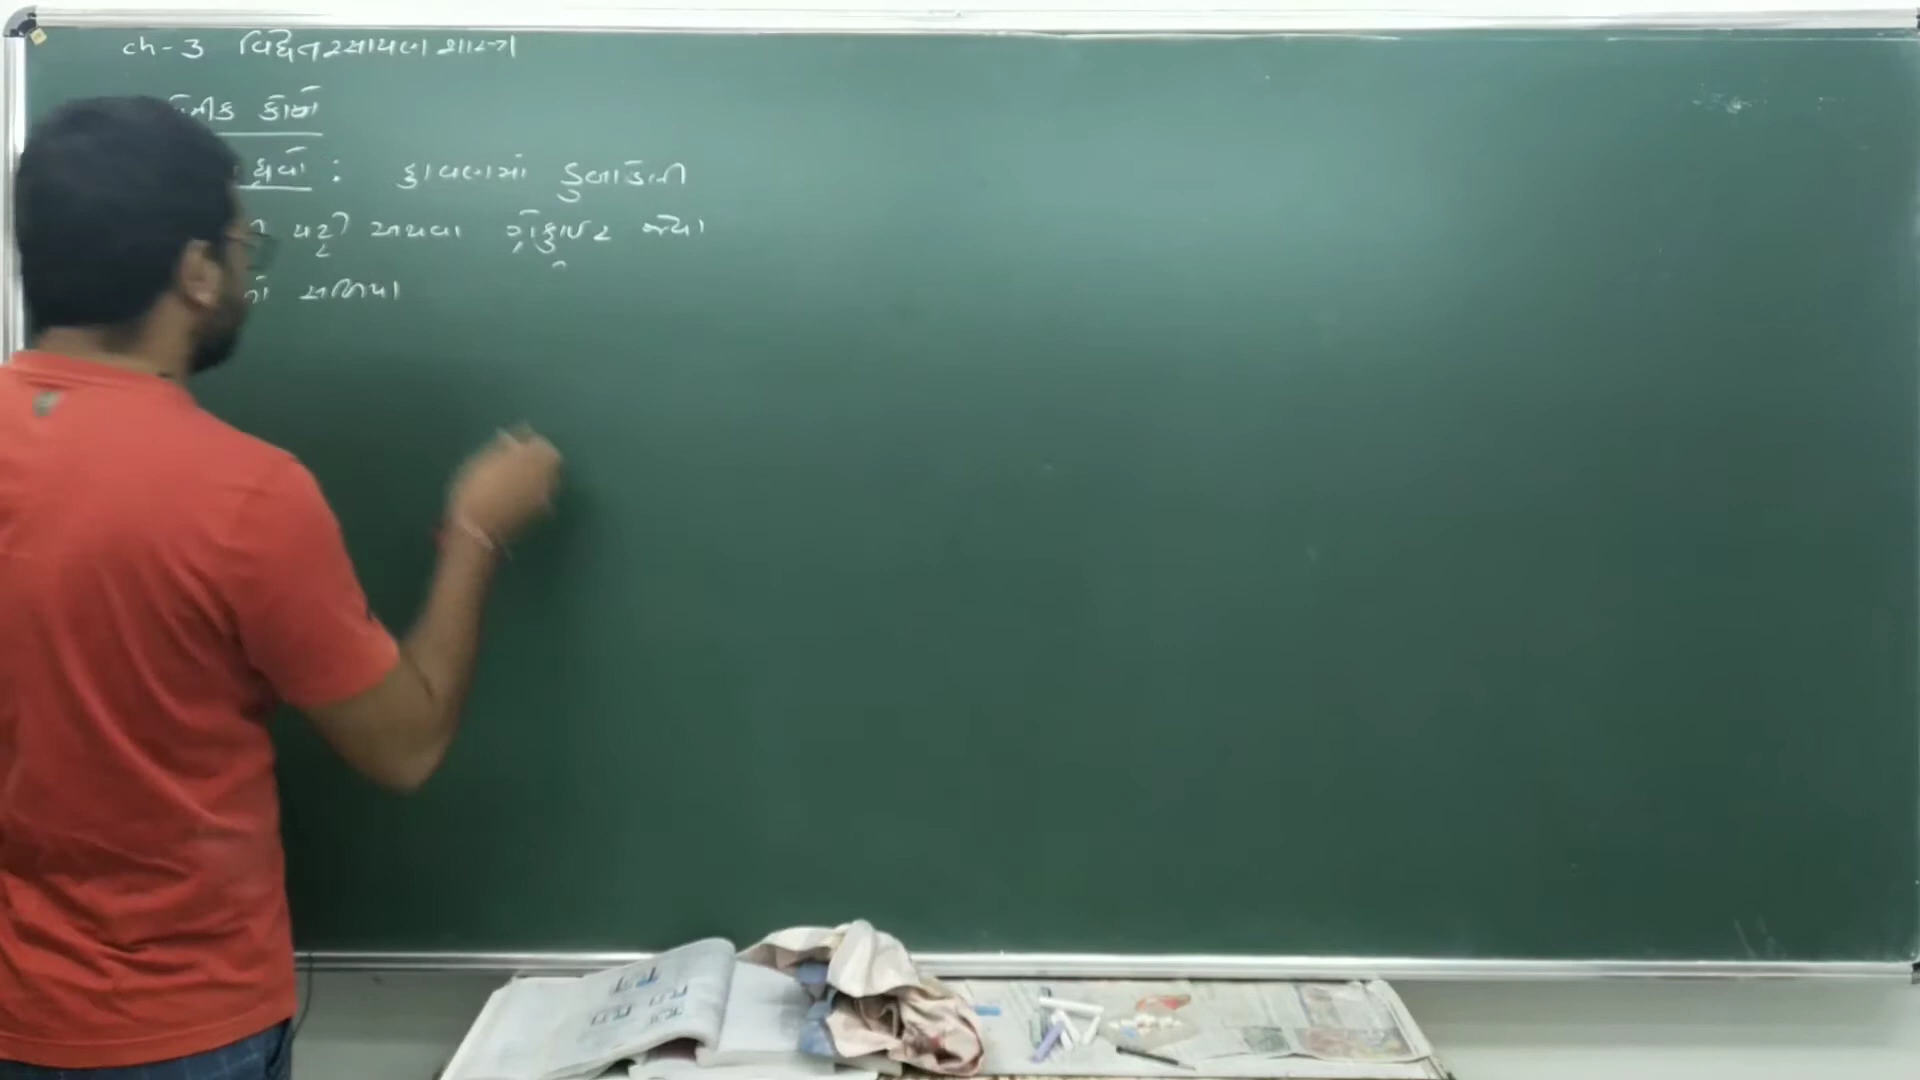 ch-3 વિદ્યુતરસાયણ શાસ્ત્ર
કોષો
ધ્રુવો : દ્રાવણમાં ડુબાડેલી
પટ્ટી અથવા ગ્રેફાઈટ જેવા
સળિયા